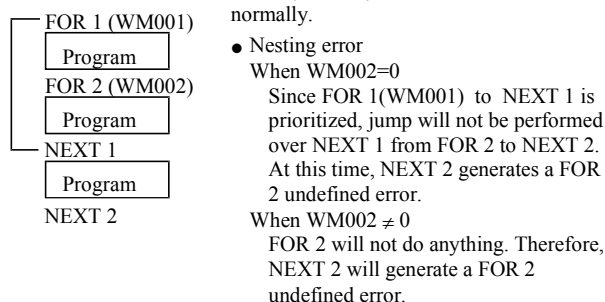 FOR 1 (WM001)
Program
FOR 2 (WM002)
Program
NEXT 1
Program
NEXT 2
normally.
● Nesting error
When WM002=0
Since FOR 1(WM001) to NEXT 1 is
prioritized, jump will not be performed
over NEXT 1 from FOR 2 to NEXT 2.
At this time, NEXT 2 generates a FOR
2 undefined error.
When WM002 ≠ 0
FOR 2 will not do anything. Therefore,
NEXT 2 will generate a FOR 2
undefined error.